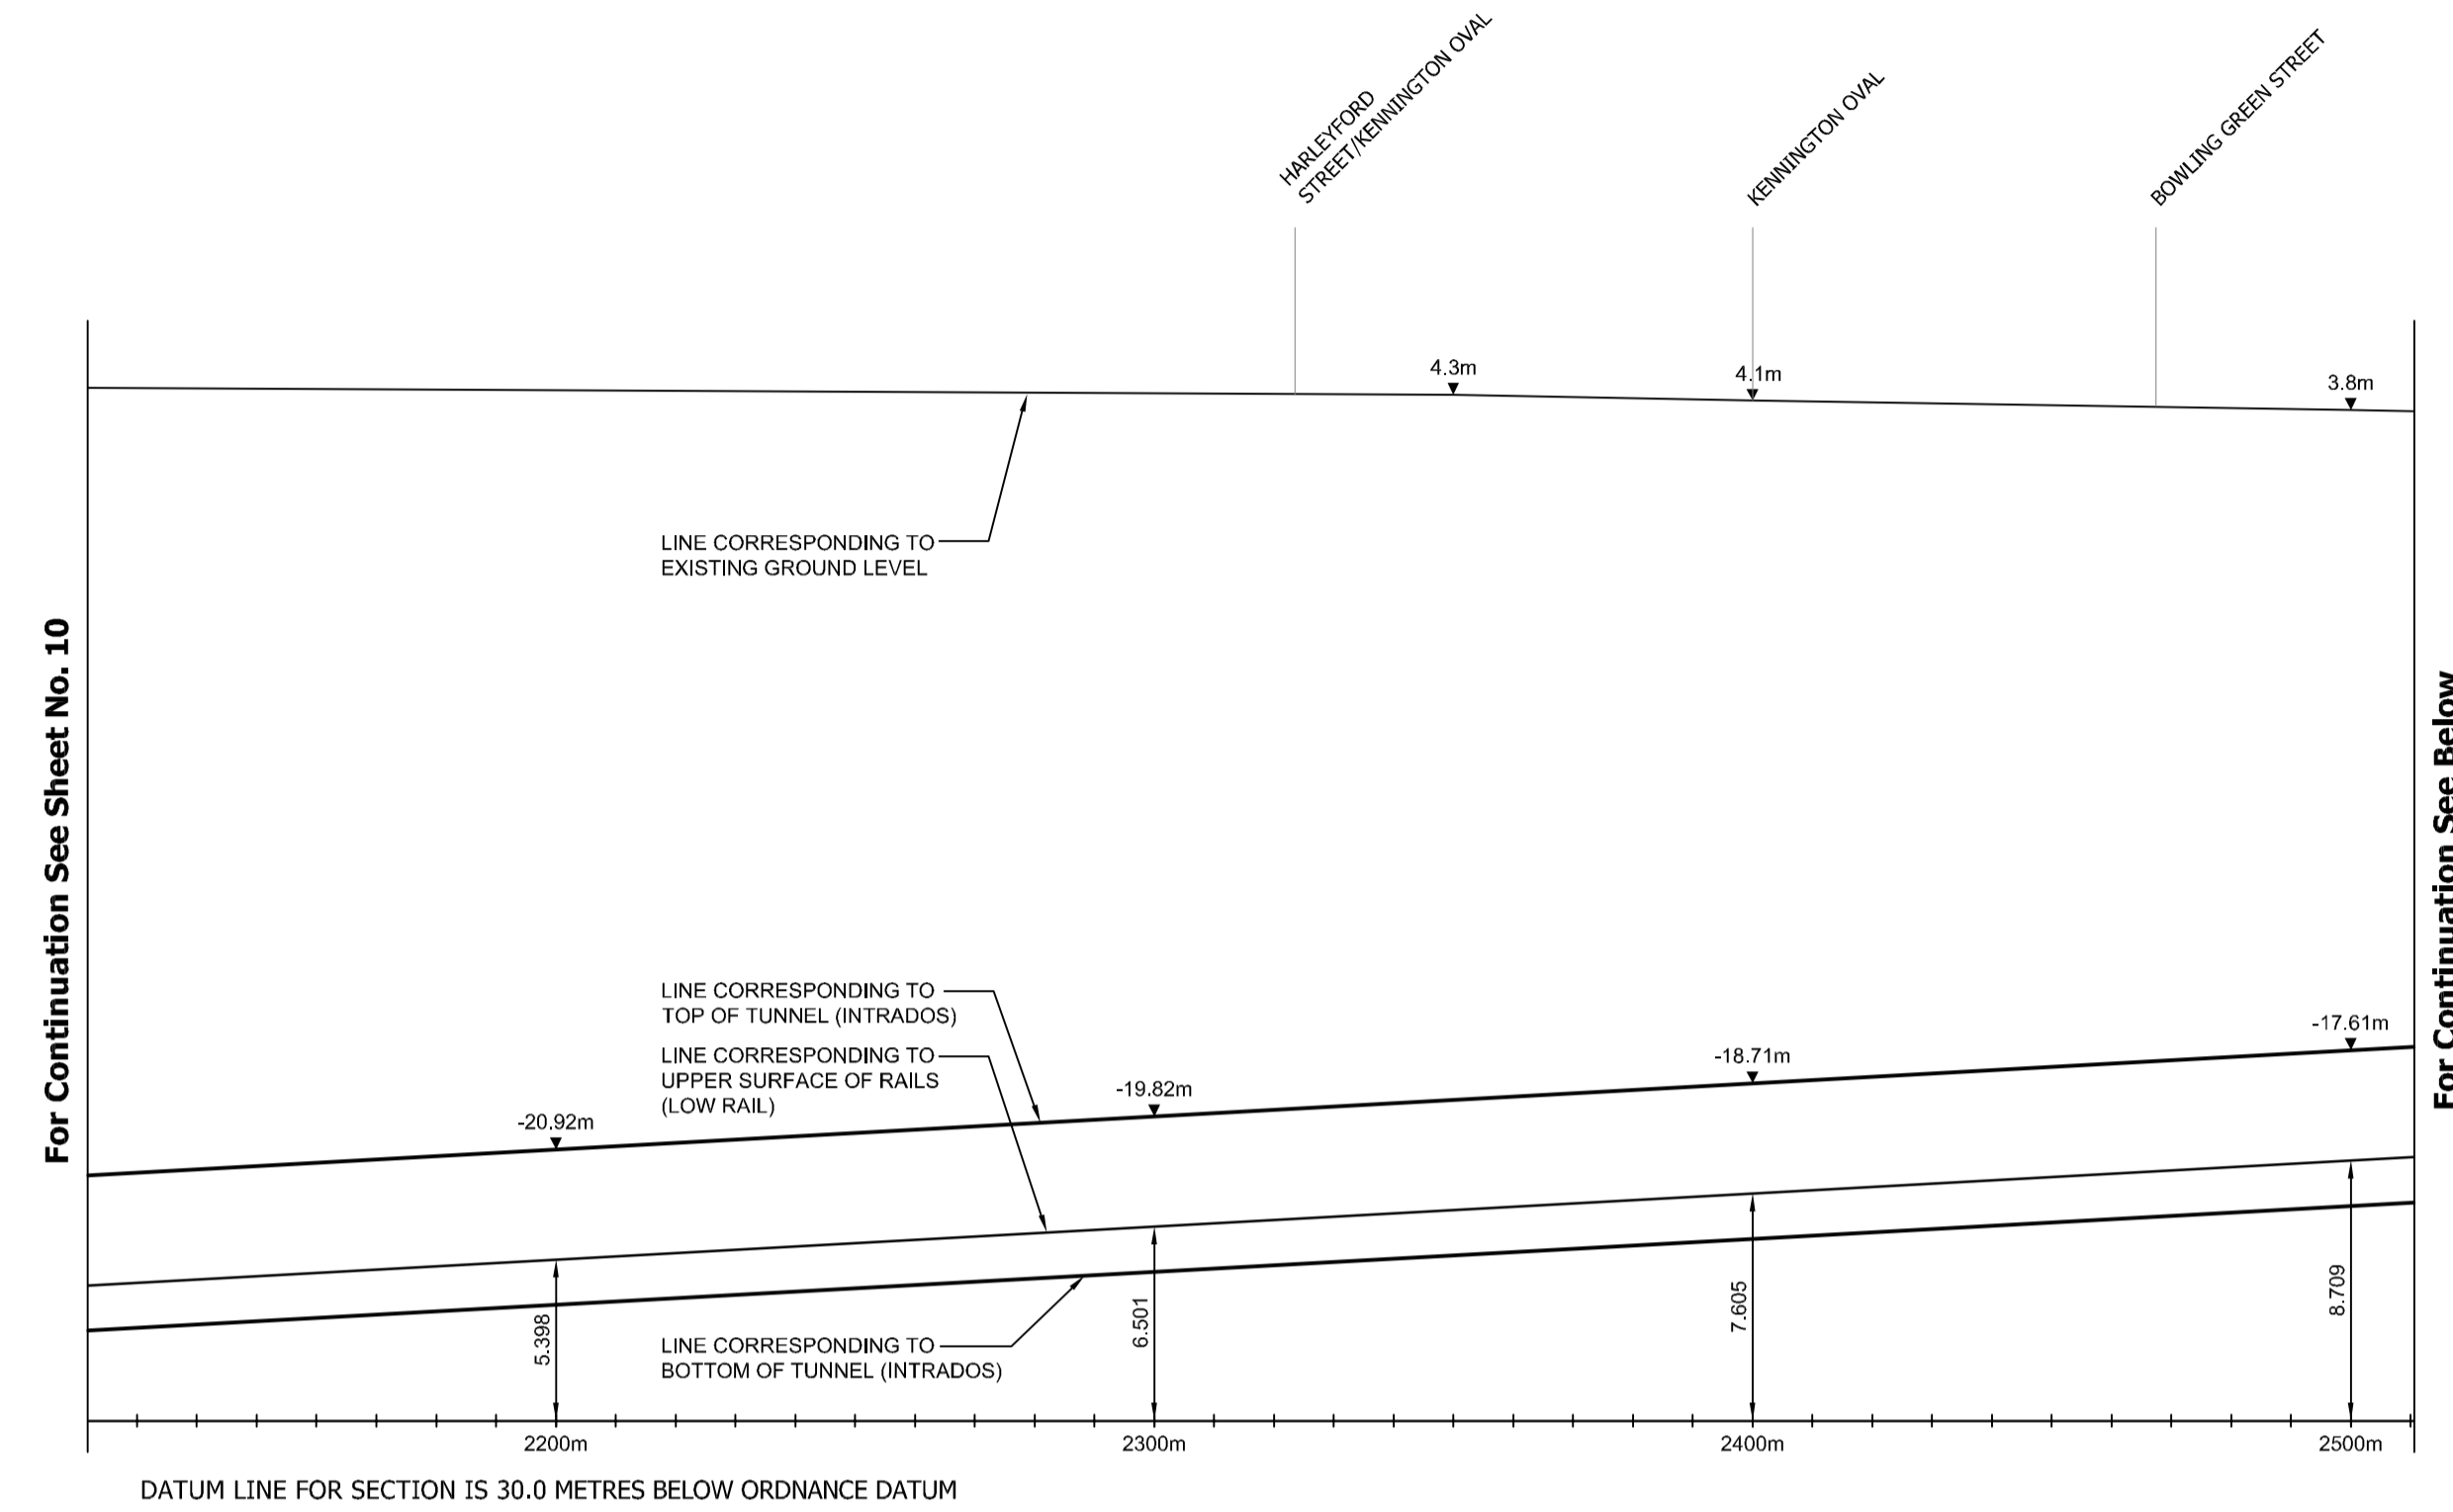 HARLEYFORD
STREET/KENNINGTON OVAL
KENNINGTON OVAL
BOWLING GREEN STREET
4.3m
4.1m
3.8m
LINE CORRESPONDING TO
EXISTING GROUND LEVEL
For Continuation See Sheet No. 10
For Continuation See Below
LINE CORRESPONDING TO
TOP OF TUNNEL (INTRADOS)
LINE CORRESPONDING TO
UPPER SURFACE OF RAILS
(LOW RAIL)
-20.92m
-19.82m
-18.71m
-17.61m
5.398
6.501
7.605
8.709
LINE CORRESPONDING TO
BOTTOM OF TUNNEL (INTRADOS)
2200m
2300m
2400m
2500m
DATUM LINE FOR SECTION IS 30.0 METRES BELOW ORDNANCE DATUM